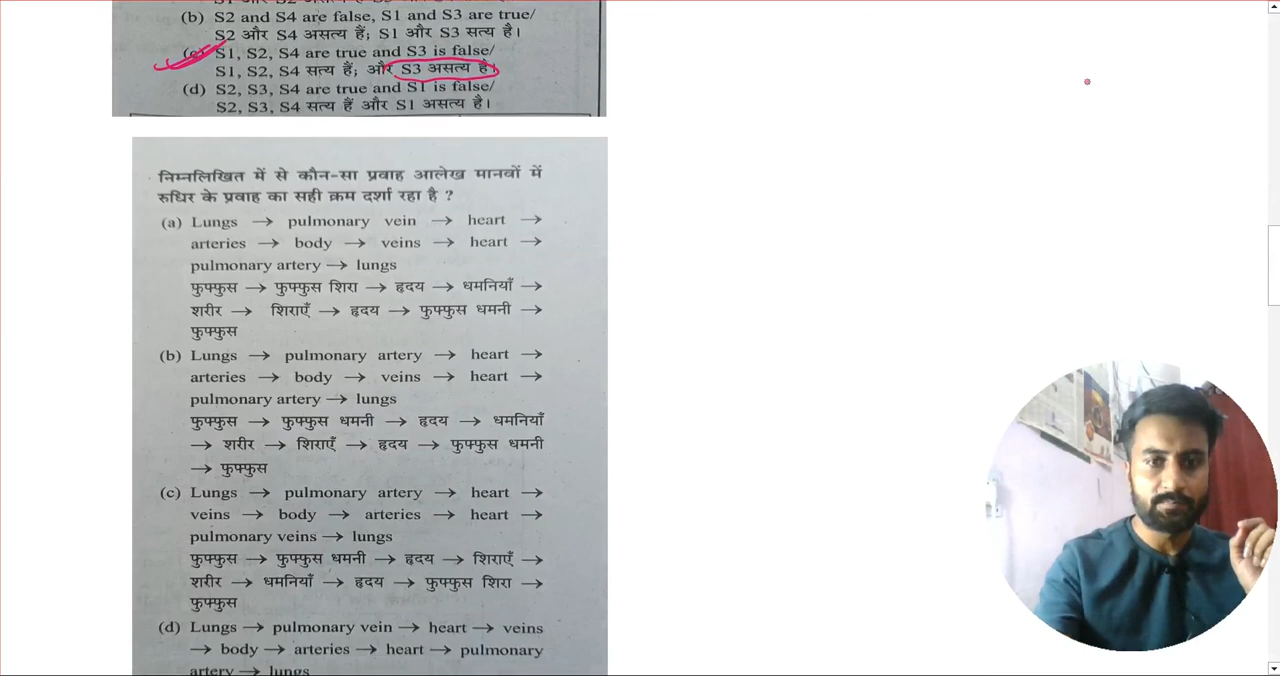 (b) S2 and S4 are false, S1 and S3 are true/
S2 और S4 असत्य हैं; S1 और S3 सत्य है।
(c) S1, S2, S4 are true and S3 is false/
S1, S2, S4 सत्य हैं; और S3 असत्य है।
(d) S2, S3, S4 are true and S1 is false/
S2, S3, S4 सत्य हैं और S1 असत्य है।
निम्नलिखित में से कौन-सा प्रवाह आलेख मानवों में
रुधिर के प्रवाह का सही क्रम दर्शा रहा है ?
(a) Lungs → pulmonary vein → heart →
arteries → body → veins → heart →
pulmonary artery → lungs
फुफ्फुस → फुफ्फुस शिरा → हृदय → धमनियाँ →
शरीर → शिराएँ → हृदय → फुफ्फुस धमनी →
फुफ्फुस
(b) Lungs → pulmonary artery → heart →
arteries → body → veins → heart →
pulmonary artery → lungs
फुफ्फुस → फुफ्फुस धमनी → हृदय → धमनियाँ
→ शरीर → शिराएँ → हृदय → फुफ्फुस धमनी
→ फुफ्फुस
(c) Lungs → pulmonary artery → heart →
veins → body → arteries → heart →
pulmonary veins → lungs
फुफ्फुस → फुफ्फुस धमनी → हृदय → शिराएँ →
शरीर → धमनियाँ → हृदय → फुफ्फुस शिरा →
फुफ्फुस
(d) Lungs → pulmonary vein → heart → veins
→ body → arteries → heart → pulmonary
artery → lungs